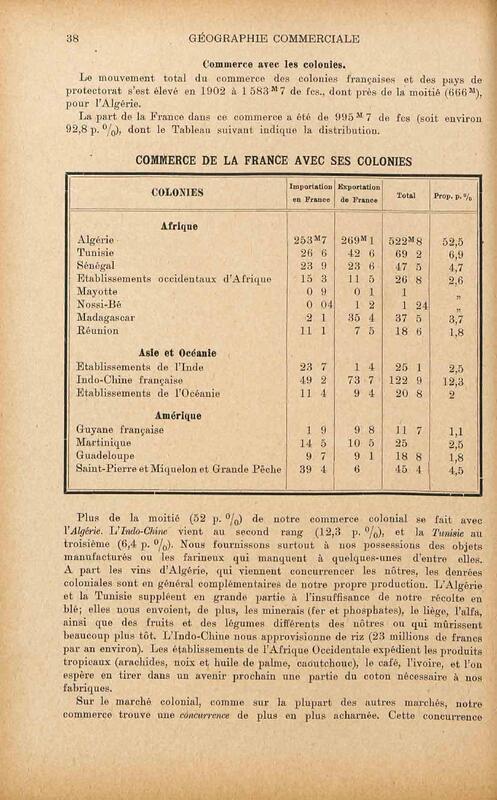 38 GÉOGRAPHIE COMMERCIALE
Commerce avec les colonies.
Le mouvement total du commerce des colonies françaises et des pays de
protectorat s'est élevé en 1902 à 1 583 M 7 de fcs., dont près de la moitié (666 M),
pour l'Algérie.
La part de la France dans ce commerce a été de 995 M 7 de fcs (soit environ
92,8 p. %), dont le Tableau suivant indique la distribution.
COMMERCE DE LA FRANCE AVEC SES COLONIES
COLONIES Importation en France Exportation de France Total Prop. p. %
Afrique
Algérie 253M7 269M1 522M8 52,5
Tunisie 26 6 42 6 69 2 6,9
Sénégal 23 9 23 6 47 5 4,7
Etablissements occidentaux d'Afrique 15 3 11 5 26 8 2,6
Mayotte 0 9 0 1 1 „
Nossi-Bé 0 04 1 2 1 24 „
Madagascar 2 1 35 4 37 5 3,7
Réunion 11 1 7 5 18 6 1,8
Asie et Océanie
Etablissements de l'Inde 23 7 1 4 25 1 2,5
Indo-Chine française 49 2 73 7 122 9 12,3
Etablissements de l'Océanie 11 4 9 4 20 8 2
Amérique
Guyane française 1 9 9 8 11 7 1,1
Martinique 14 5 10 5 25 2,5
Guadeloupe 9 7 9 1 18 8 1,8
Saint-Pierre et Miquelon et Grande Pêche 39 4 6 45 4 4,5
Plus de la moitié (52 p. %) de notre commerce colonial se fait avec
l'Algérie. L'Indo-Chine vient au second rang (12,3 p. %), et la Tunisie au
troisième (6,4 p. %). Nous fournissons surtout à nos possessions des objets
manufacturés ou les farineux qui manquent à quelques-unes d'entre elles.
A part les vins d'Algérie, qui viennent concurrencer les nôtres, les denrées
coloniales sont en général complémentaires de notre propre production. L'Algérie
et la Tunisie suppléent en grande partie à l'insuffisance de notre récolte en
blé; elles nous envoient, de plus, les minerais (fer et phosphates), le liège, l'alfa,
ainsi que des fruits et des légumes différents des nôtres ou qui mûrissent
beaucoup plus tôt. L'Indo-Chine nous approvisionne de riz (23 millions de francs
par an environ). Les établissements de l'Afrique Occidentale expédient les produits
tropicaux (arachides, noix et huile de palme, caoutchouc), le café, l'ivoire, et l'on
espère en tirer dans un avenir prochain une partie du coton nécessaire à nos
fabriques.
Sur le marché colonial, comme sur la plupart des autres marchés, notre
commerce trouve une concurrence de plus en plus acharnée. Cette concurrence